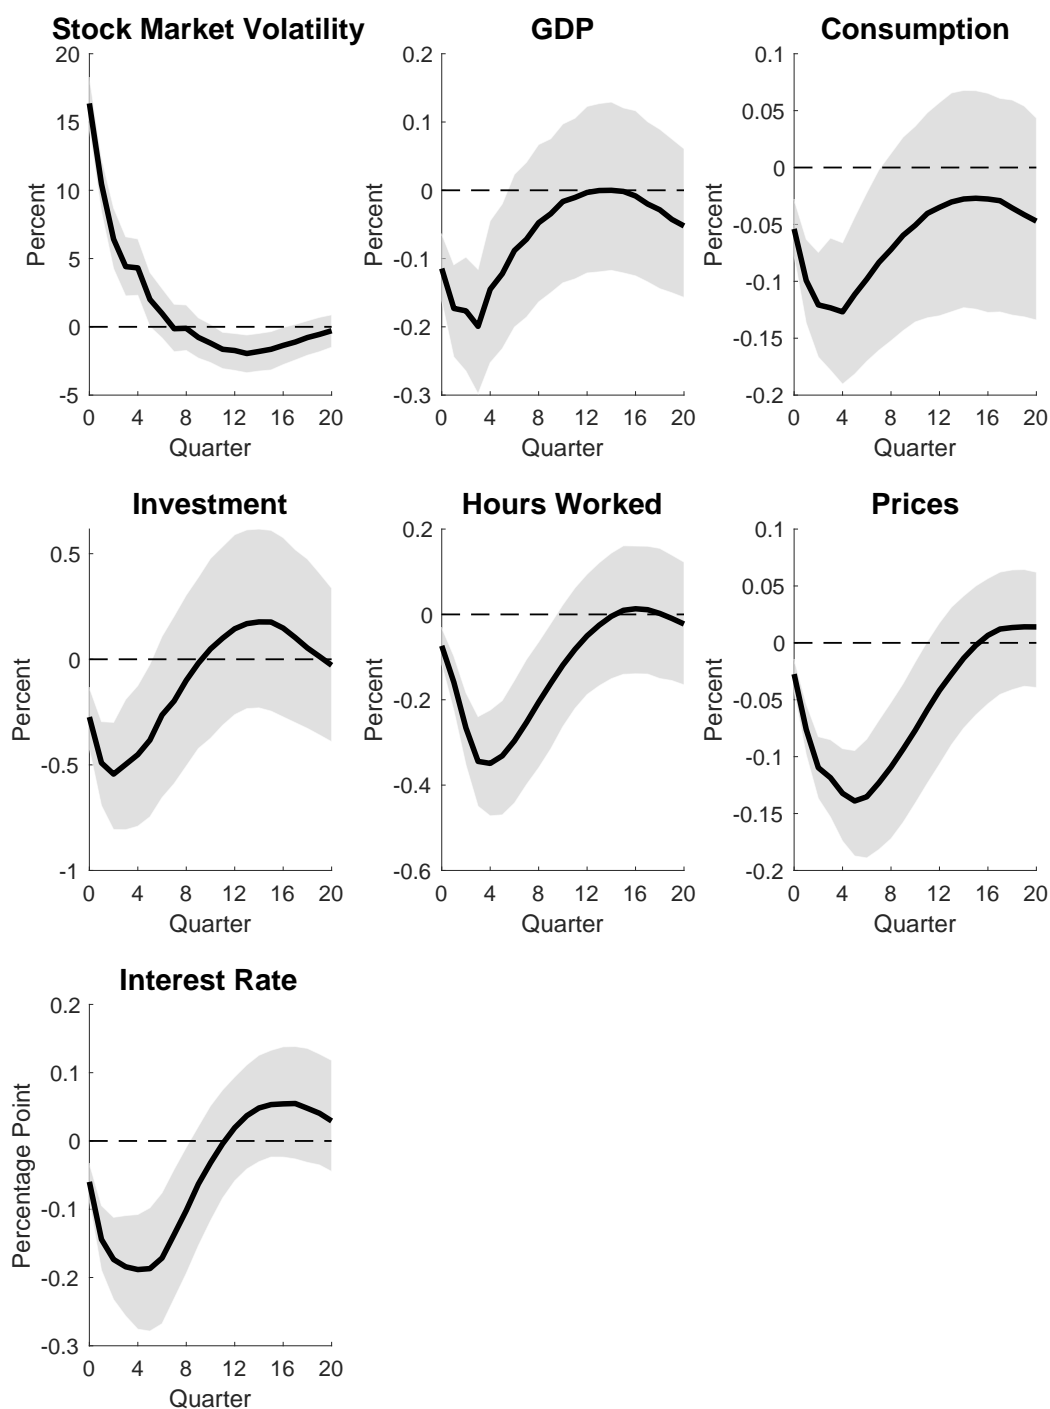 Stock Market Volatility
20
15
10
5
0
-5
Percent
0 4 8 12 16 20
Quarter
GDP
0.2
0.1
0
-0.1
-0.2
-0.3
Percent
0 4 8 12 16 20
Quarter
Consumption
0.1
0.05
0
-0.05
-0.1
-0.15
-0.2
Percent
0 4 8 12 16 20
Quarter
Investment
0.5
0
-0.5
-1
Percent
0 4 8 12 16 20
Quarter
Hours Worked
0.2
0
-0.2
-0.4
-0.6
Percent
0 4 8 12 16 20
Quarter
Prices
0.1
0.05
0
-0.05
-0.1
-0.15
-0.2
Percent
0 4 8 12 16 20
Quarter
Interest Rate
0.2
0.1
0
-0.1
-0.2
-0.3
Percentage Point
0 4 8 12 16 20
Quarter